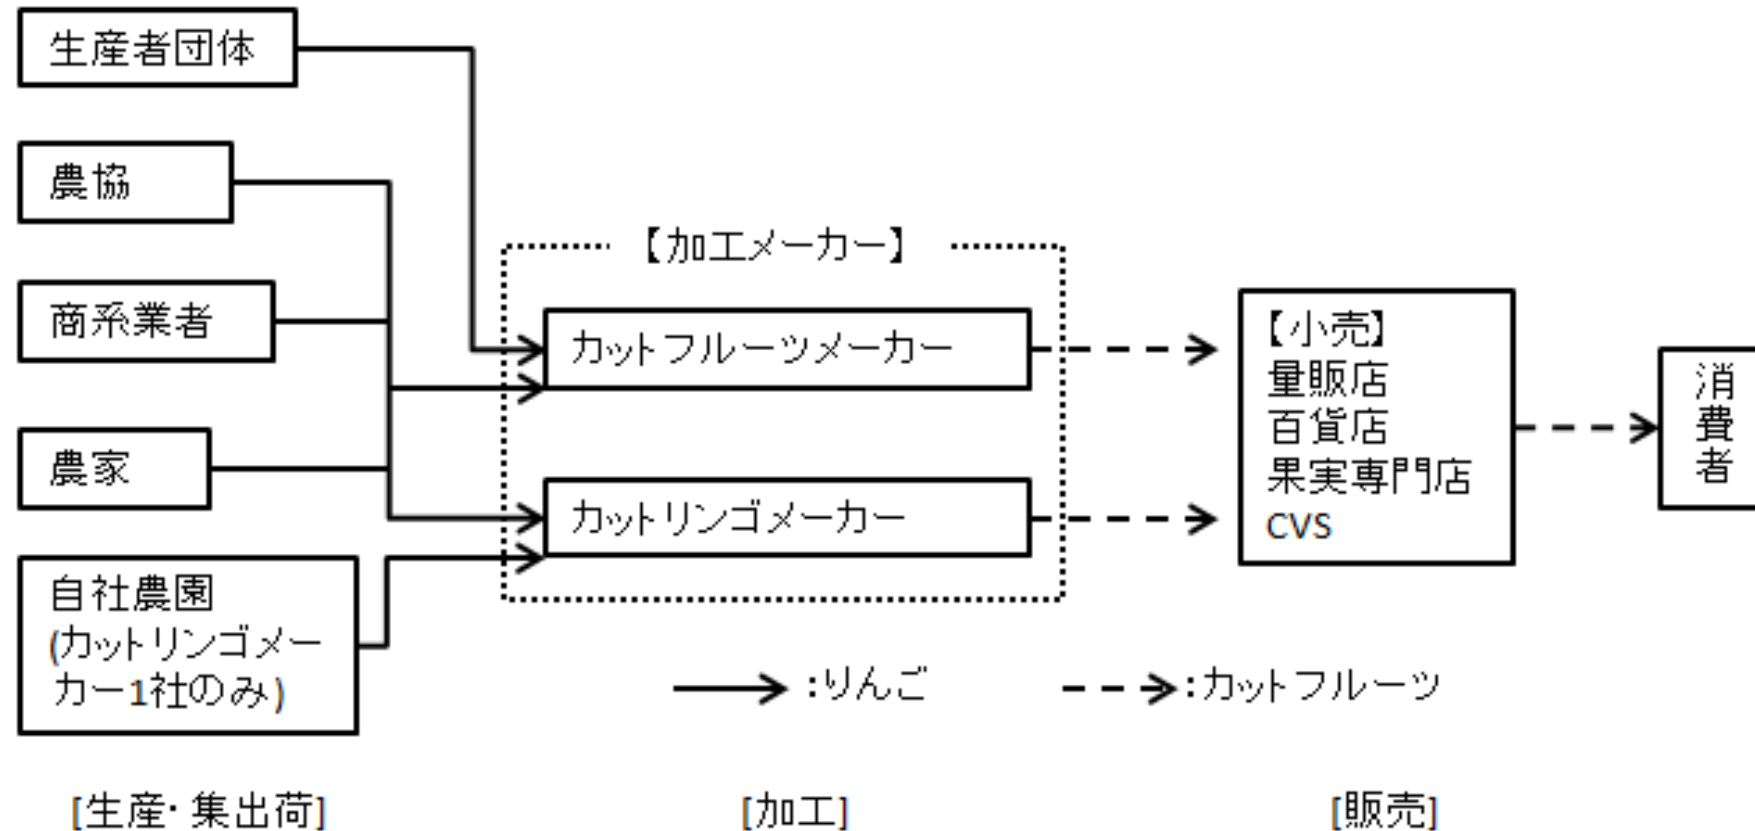 生産者団体
農協
商系業者
農家
自社農園
(カットリンゴメー
カー1社のみ)
【加工メーカー】
カットフルーツメーカー
カットリンゴメーカー
【小売】
量販店
百貨店
果実専門店
CVS
消
費
者
:りんご
:カットフルーツ
[生産・集出荷]
[加工]
[販売]